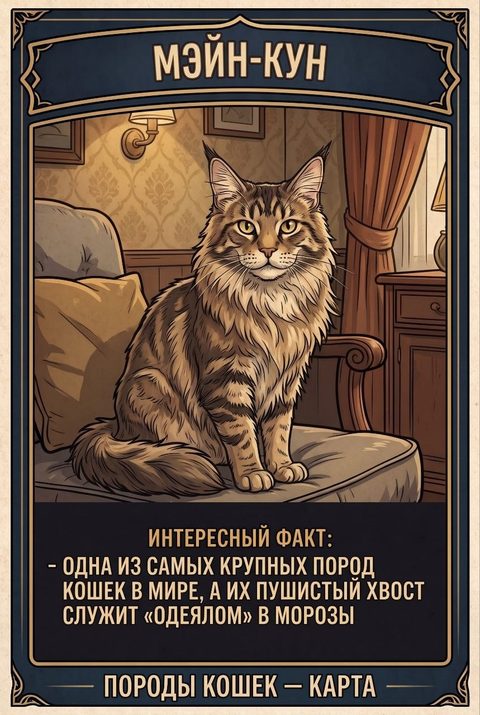 МЭЙН-КУН
ИНТЕРЕСНЫЙ ФАКТ:
- ОДНА ИЗ САМЫХ КРУПНЫХ ПОРОД
КОШЕК В МИРЕ, А ИХ ПУШИСТЫЙ ХВОСТ
СЛУЖИТ «ОДЕЯЛОМ» В МОРОЗЫ
ПОРОДЫ КОШЕК — КАРТА